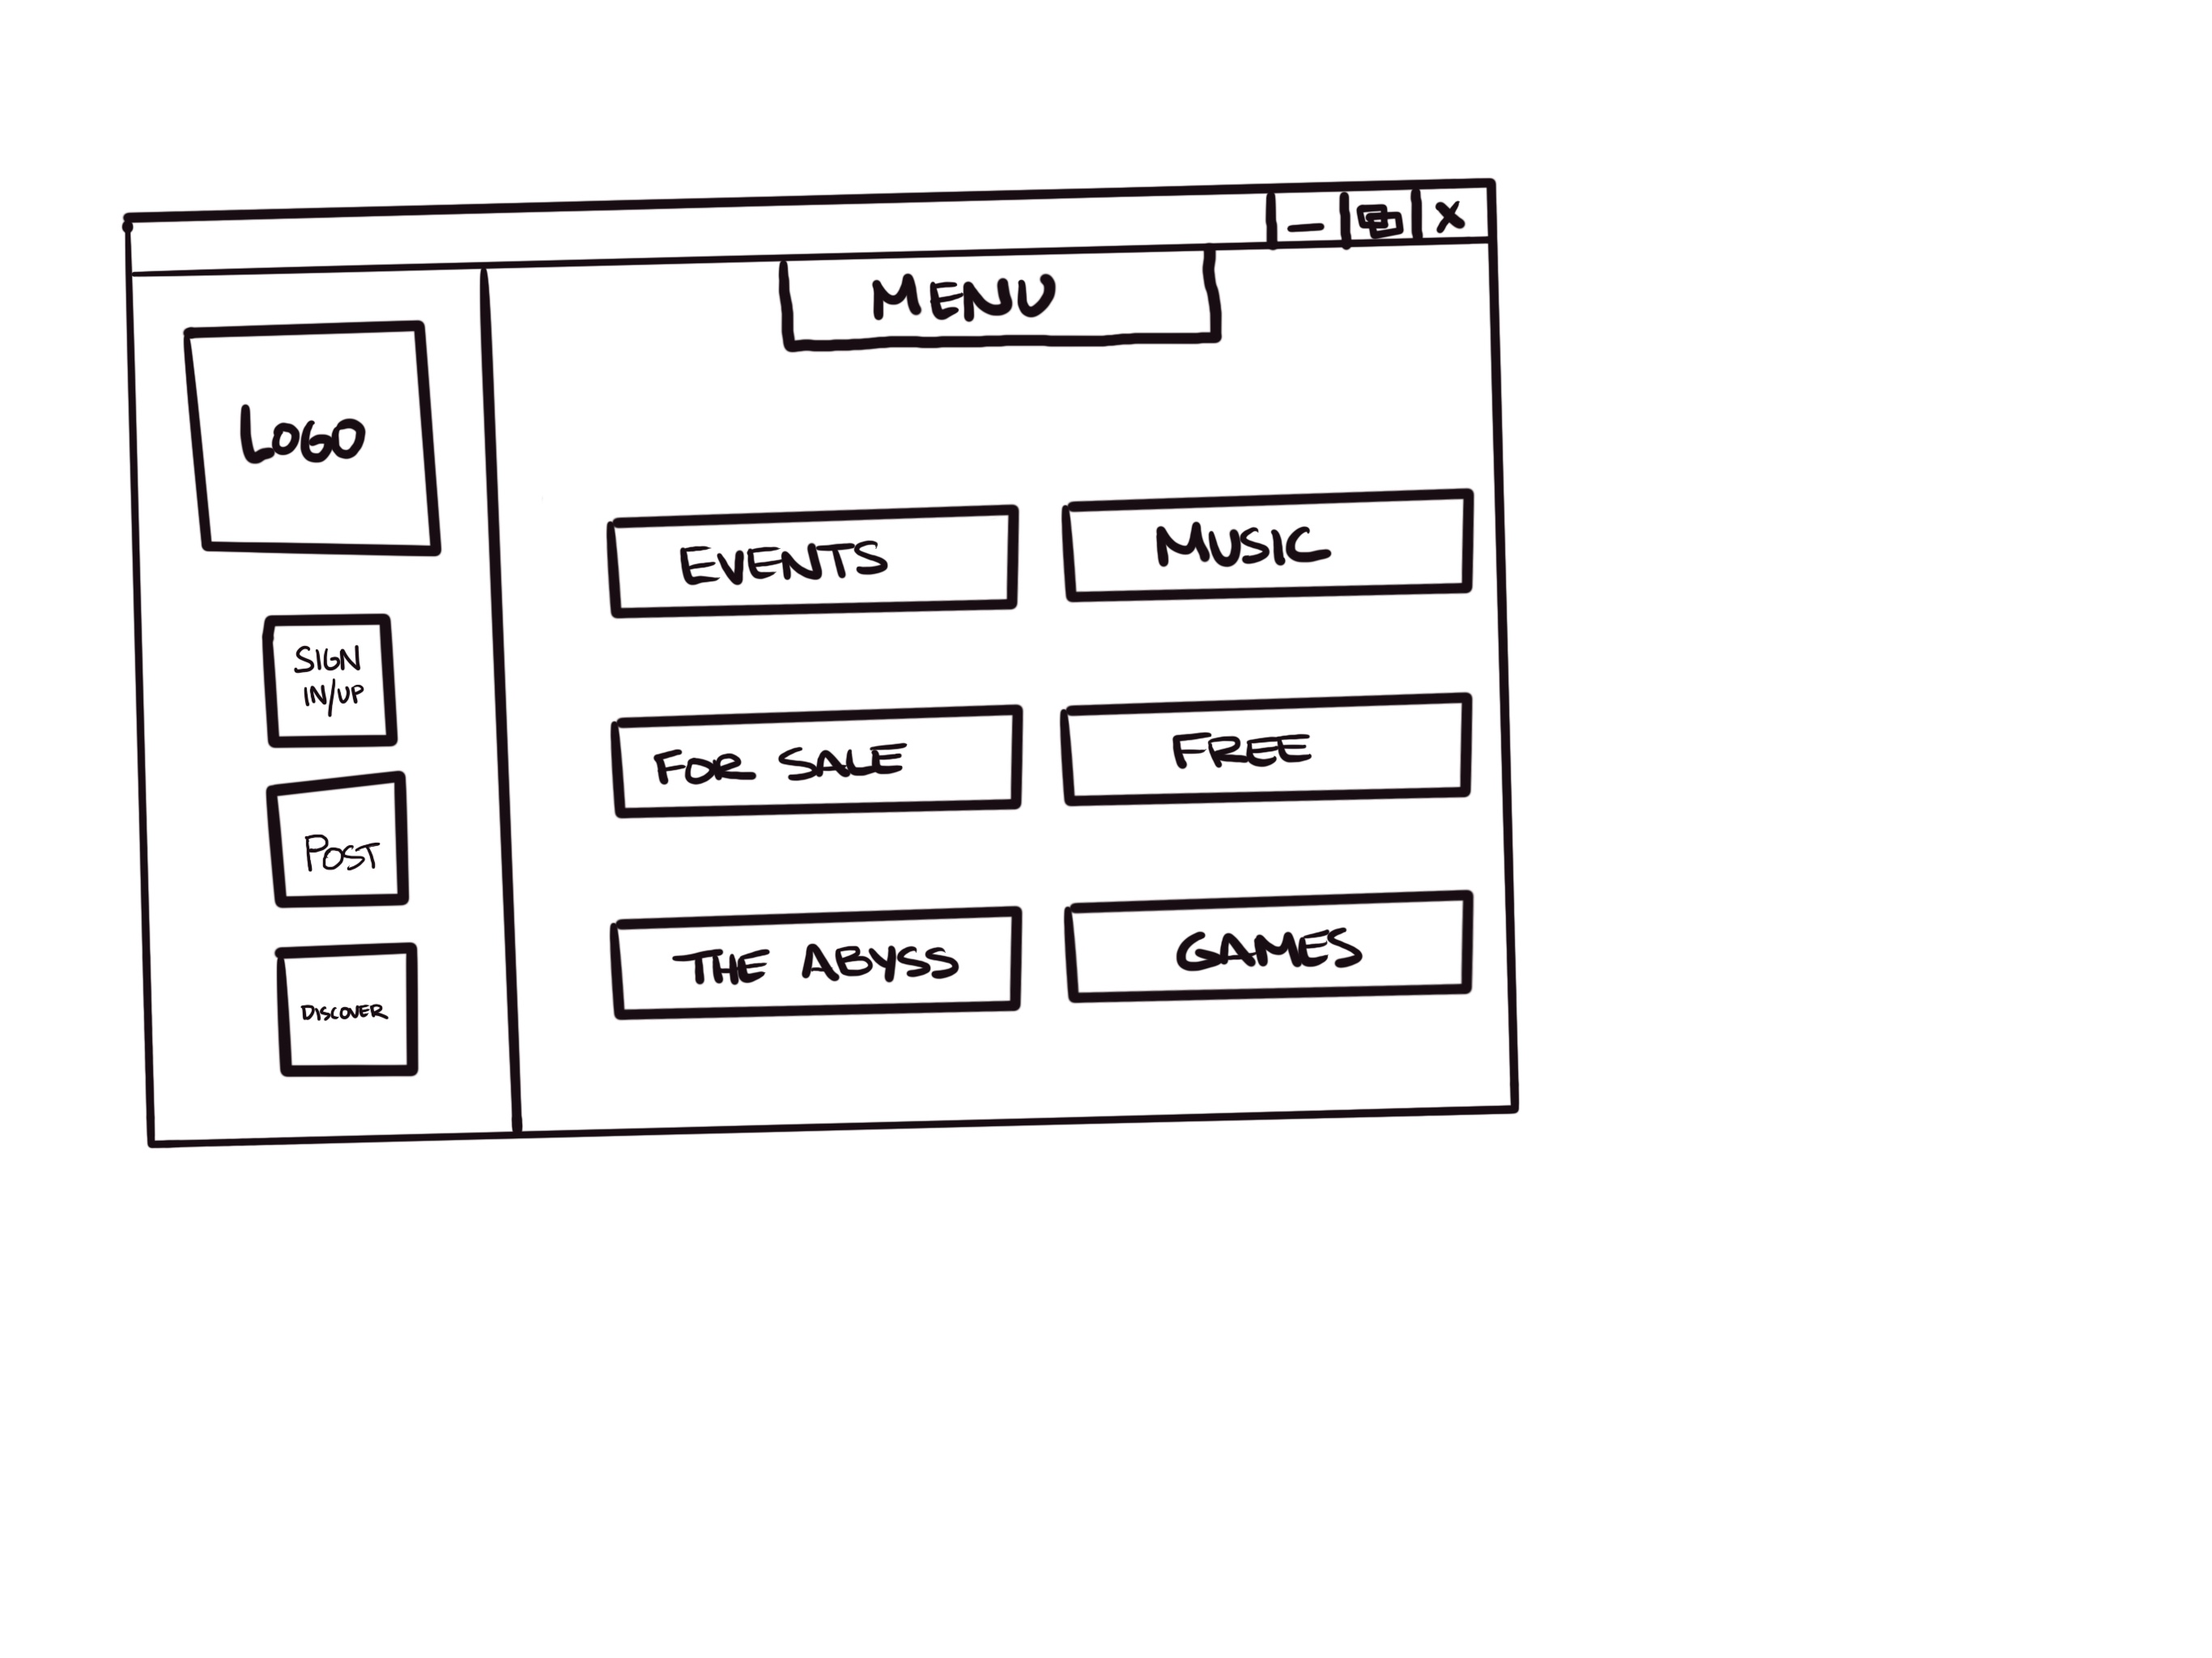 MENU
LOGO
EVENTS
MUSIC
SIGN
IN/UP
FOR SALE
FREE
POST
THE ABYSS
GAMES
DISCOVER